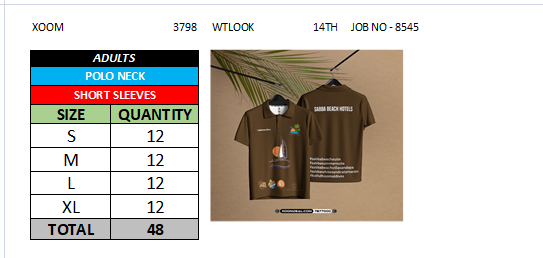 XOOM 3798 WTLOOK 14TH JOB NO - 8545
ADULTS
POLO NECK
SHORT SLEEVES
SIZE QUANTITY
S 12
M 12
L 12
XL 12
TOTAL 48
SARBA BEACH HOTELS